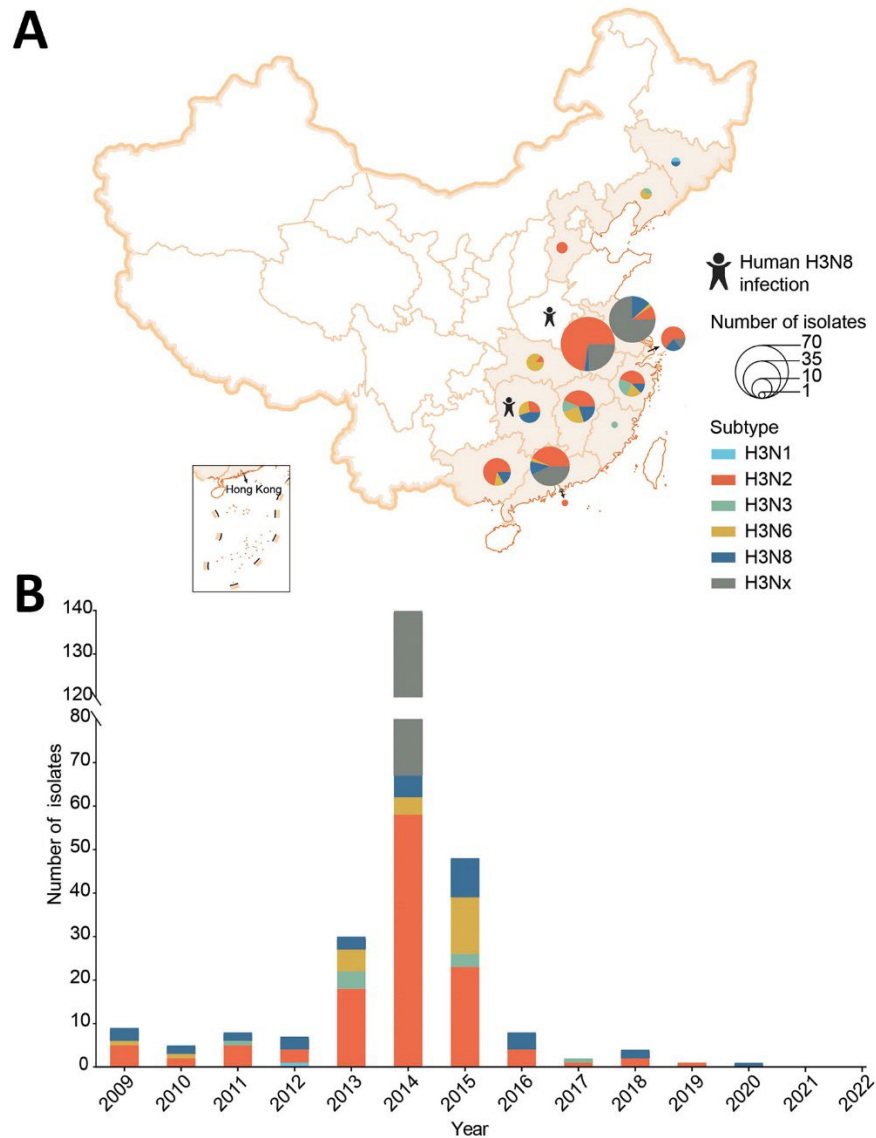 A
Human H3N8
infection
Number of isolates
70
35
10
1
Subtype
H3N1
H3N2
H3N3
H3N6
H3N8
H3Nx
Hong Kong
B
140
130
120
80
70
60
50
40
30
20
10
0
Number of isolates
2009
2010
2011
2012
2013
2014
2015
2016
2017
2018
2019
2020
2021
2022
Year